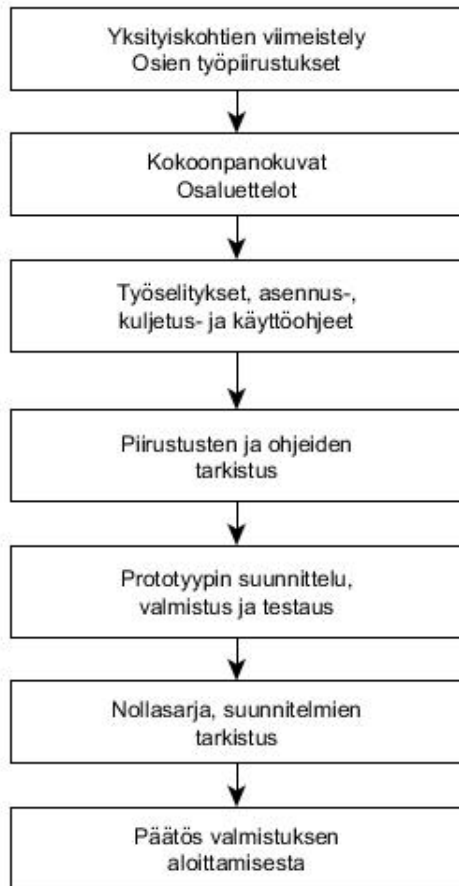 Yksityiskohtien viimeistely
Osien työpiirustukset
Kokoonpanokuvat
Osaluettelot
Työselitykset, asennus-,
kuljetus- ja käyttöohjeet
Piirustusten ja ohjeiden
tarkistus
Prototyypin suunnittelu,
valmistus ja testaus
Nollasarja, suunnitelmien
tarkistus
Päätös valmistuksen
aloittamisesta